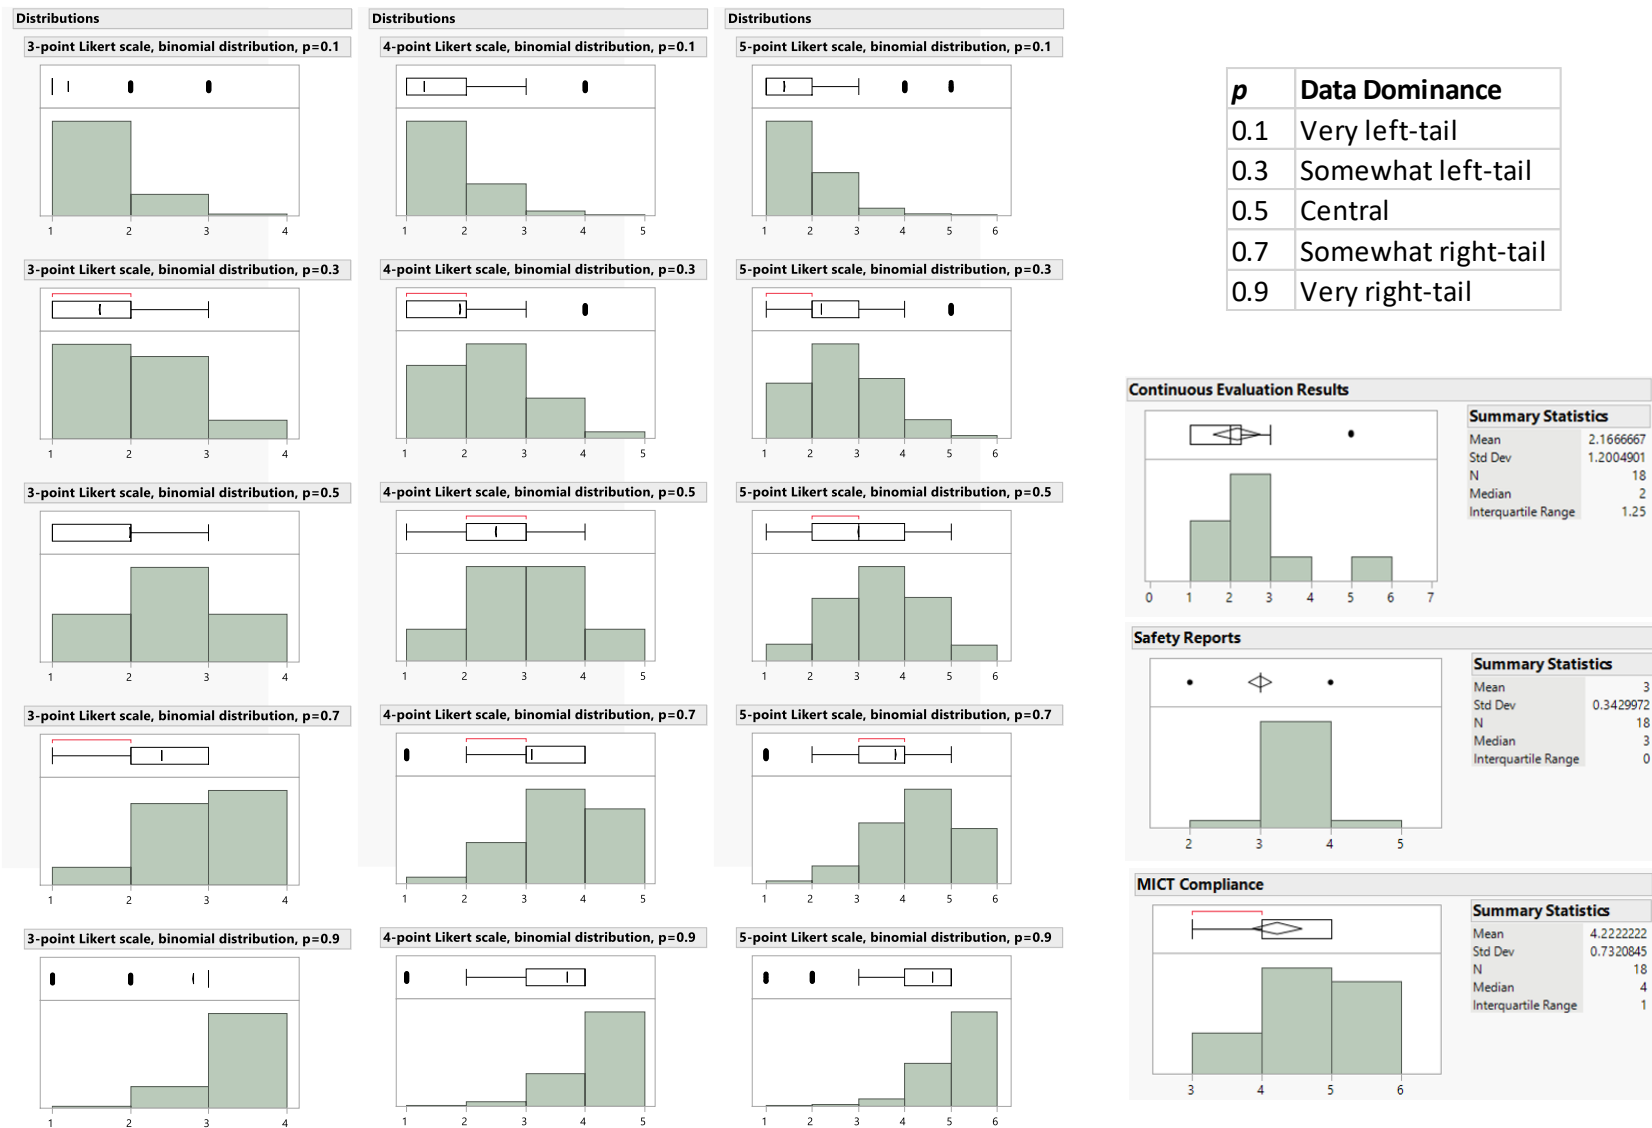 Distributions
3-point Likert scale, binomial distribution, p=0.1
1 2 3 4
3-point Likert scale, binomial distribution, p=0.3
1 2 3 4
3-point Likert scale, binomial distribution, p=0.5
1 2 3 4
3-point Likert scale, binomial distribution, p=0.7
1 2 3 4
3-point Likert scale, binomial distribution, p=0.9
1 2 3 4
Distributions
4-point Likert scale, binomial distribution, p=0.1
1 2 3 4 5
4-point Likert scale, binomial distribution, p=0.3
1 2 3 4 5
4-point Likert scale, binomial distribution, p=0.5
1 2 3 4 5
4-point Likert scale, binomial distribution, p=0.7
1 2 3 4 5
4-point Likert scale, binomial distribution, p=0.9
1 2 3 4 5
Distributions
5-point Likert scale, binomial distribution, p=0.1
1 2 3 4 5 6
5-point Likert scale, binomial distribution, p=0.3
1 2 3 4 5 6
5-point Likert scale, binomial distribution, p=0.5
1 2 3 4 5 6
5-point Likert scale, binomial distribution, p=0.7
1 2 3 4 5 6
5-point Likert scale, binomial distribution, p=0.9
1 2 3 4 5 6
p Data Dominance
0.1 Very left-tail
0.3 Somewhat left-tail
0.5 Central
0.7 Somewhat right-tail
0.9 Very right-tail
Continuous Evaluation Results
0 1 2 3 4 5 6 7
Summary Statistics
Mean 2.1666667
Std Dev 1.2004901
N 18
Median 2
Interquartile Range 1.25
Safety Reports
2 3 4 5
Summary Statistics
Mean 3
Std Dev 0.3429972
N 18
Median 3
Interquartile Range 0
MICT Compliance
3 4 5 6
Summary Statistics
Mean 4.2222222
Std Dev 0.7320845
N 18
Median 4
Interquartile Range 1